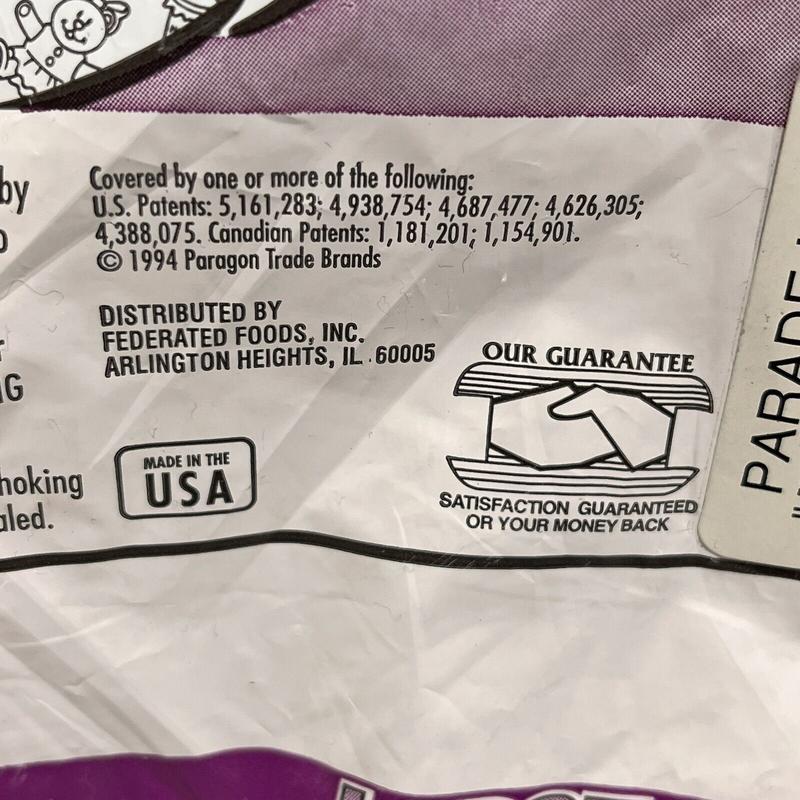 by
Covered by one or more of the following:
U.S. Patents: 5,161,283; 4,938,754; 4,687,477; 4,626,305;
4,388,075. Canadian Patents: 1,181,201; 1,154,901.
© 1994 Paragon Trade Brands
DISTRIBUTED BY
FEDERATED FOODS, INC.
ARLINGTON HEIGHTS, IL 60005
OUR GUARANTEE
SATISFACTION GUARANTEED
OR YOUR MONEY BACK
MADE IN THE
USA
PARADE